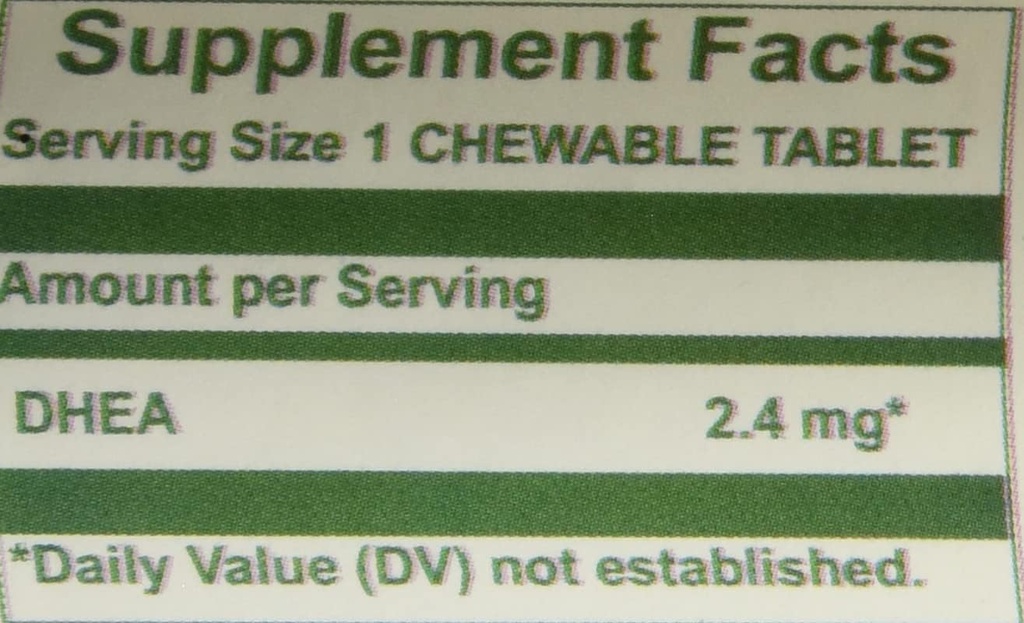 Supplement Facts
Serving Size 1 CHEWABLE TABLET
Amount per Serving
DHEA 2.4 mg*
*Daily Value (DV) not established.